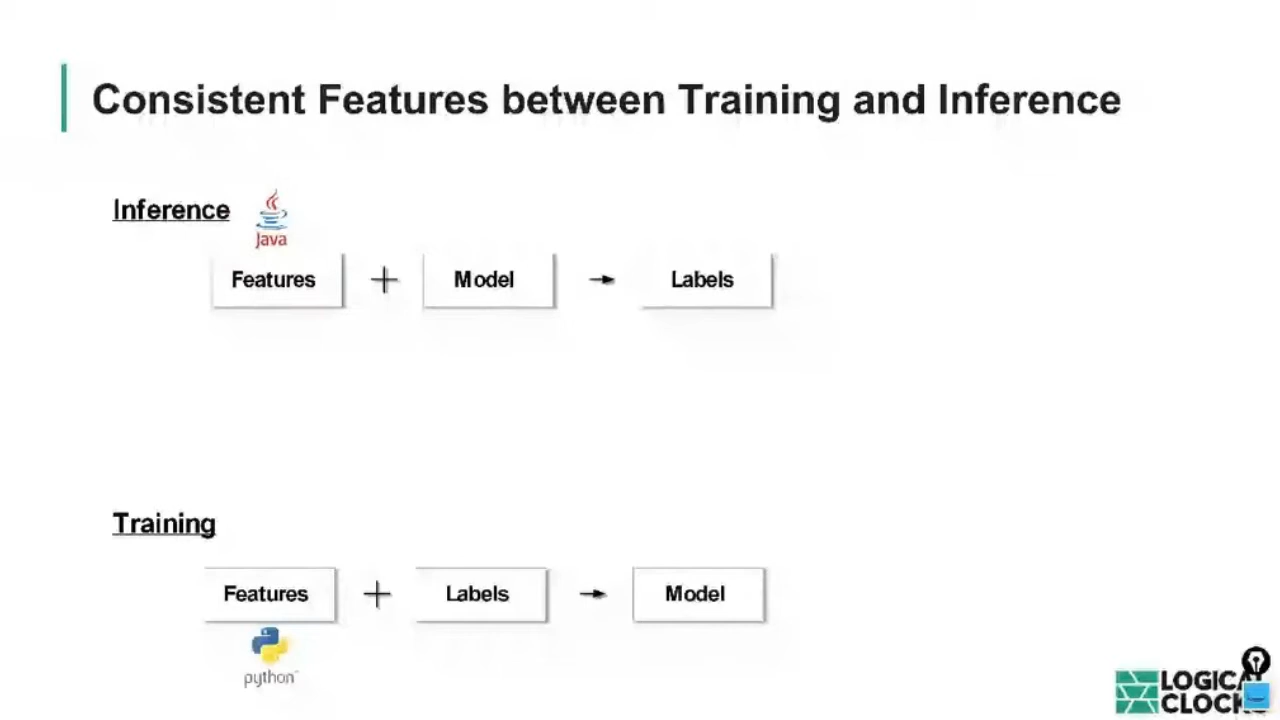 Consistent Features between Training and Inference
Inference
Java
Features + Model → Labels
Training
Features + Labels → Model
python
LOGICAL
CLOCKS